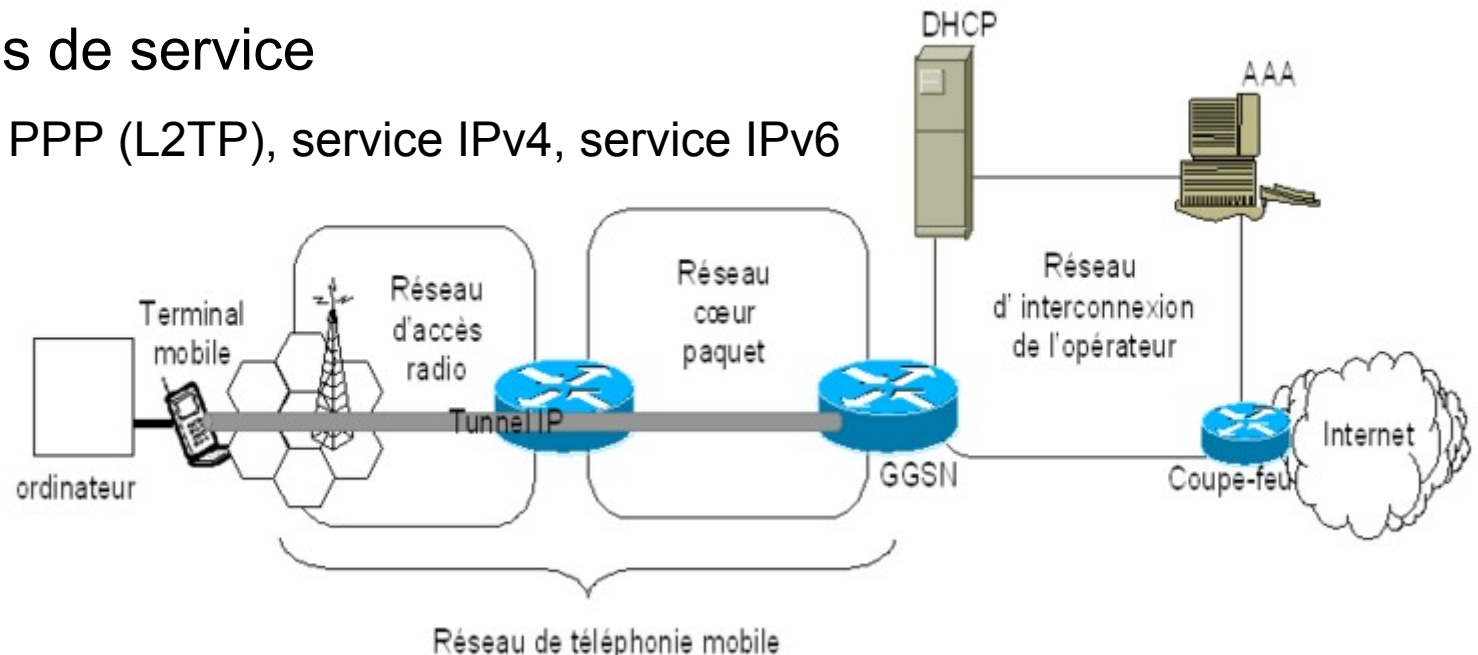 s de service
PPP (L2TP), service IPv4, service IPv6
DHCP
AAA
Terminal
mobile
Réseau
d'accès
radio
Réseau
cœur
paquet
Réseau
d' interconnexion
de l'opérateur
Tunnel IP
Internet
ordinateur
GGSN
Coupe-feu
Réseau de téléphonie mobile